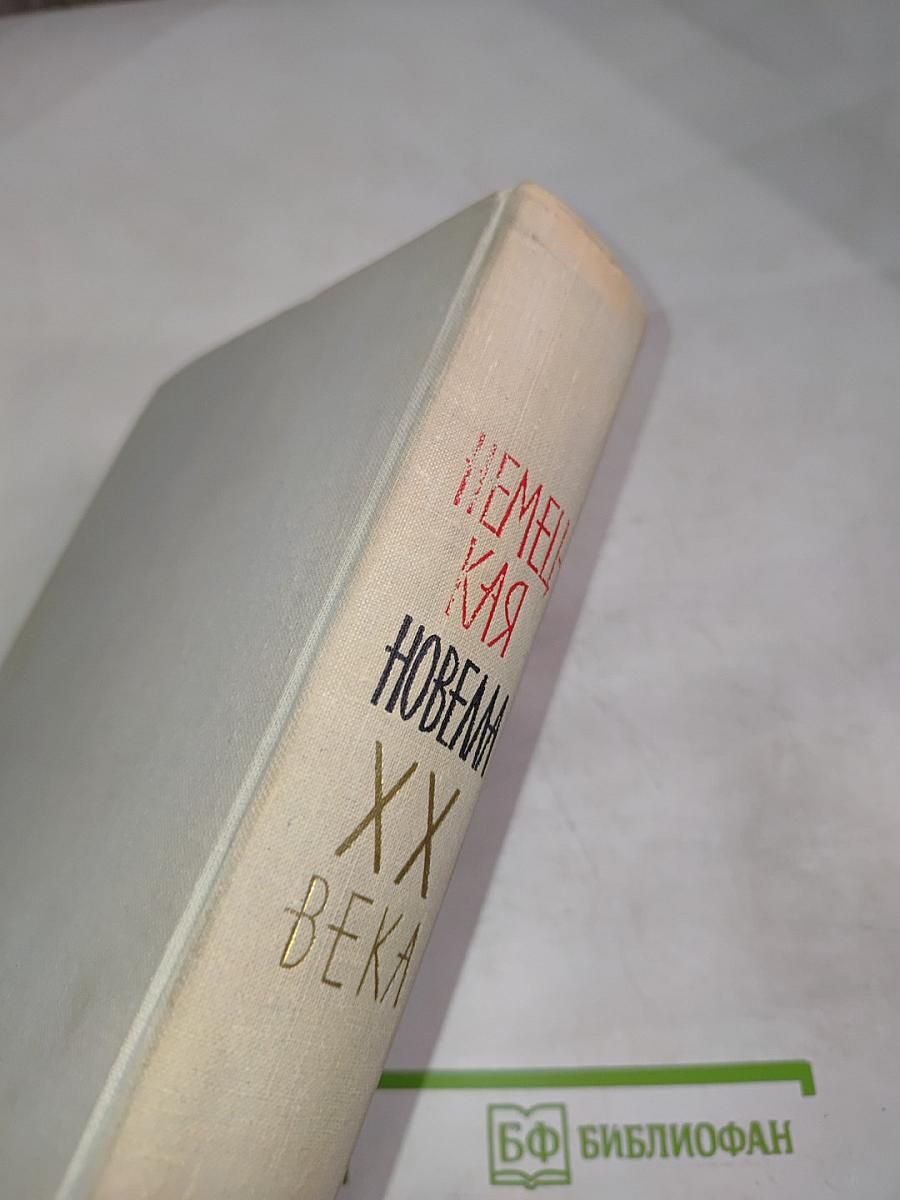 НЕМЕЦ
КАЯ
НОВЕЛЛА
XX
ВЕКА
БФ БИБЛИОФАН